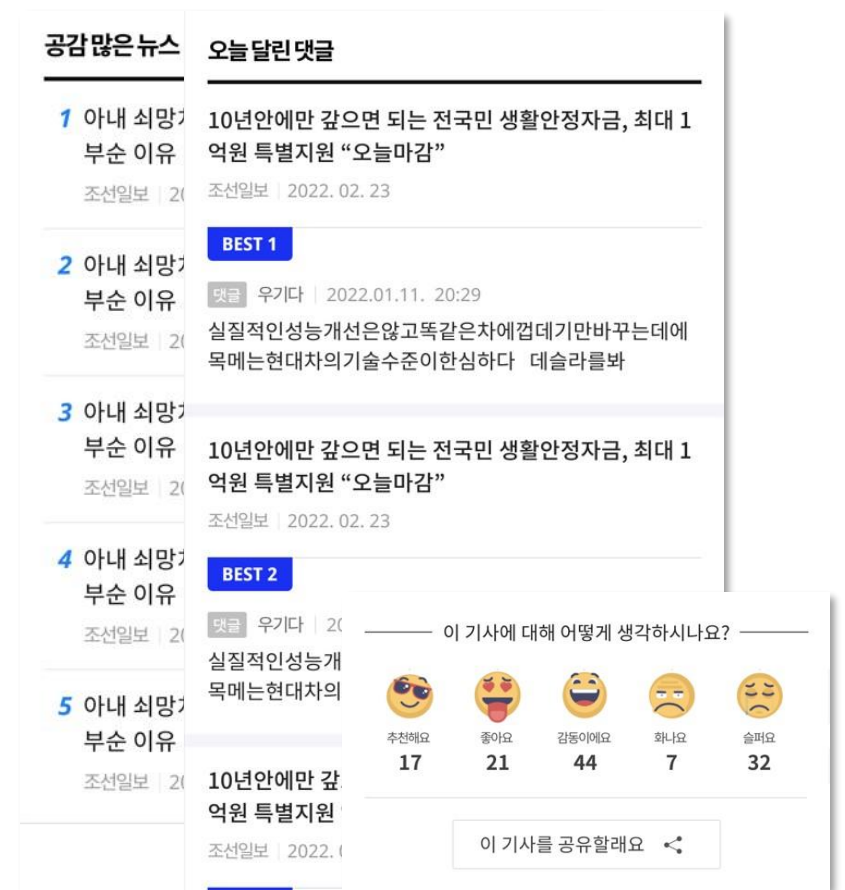 공감 많은 뉴스
1 아내 쇠망
부순 이유
조선일보
2 아내 쇠망
부순 이유
조선일보
3 아내 쇠망
부순 이유
조선일보
4 아내 쇠망
부순 이유
조선일보
5 아내 쇠망
부순 이유
조선일보
오늘 달린 댓글
10년안에만 갚으면 되는 전국민 생활안정자금, 최대 1
억원 특별지원 “오늘마감”
조선일보 2022. 02. 23
BEST 1
댓글 우기다 2022.01.11. 20:29
실질적인성능개선은않고똑같은차에껍데기만바꾸는데에
목메는현대차의기술수준이한심하다 데슬라를봐
10년안에만 갚으면 되는 전국민 생활안정자금, 최대 1
억원 특별지원 “오늘마감”
조선일보 2022. 02. 23
BEST 2
댓글 우기다 20
실질적인성능개
목메는현대차의
10년안에만 갚
억원 특별지원
조선일보 2022.
이 기사에 대해 어떻게 생각하시나요?
추천해요 좋아요 감동이에요 화나요 슬퍼요
17 21 44 7 32
이 기사를 공유할래요